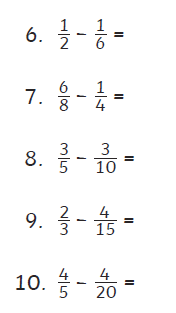 6. 1/2 - 1/6 =
7. 6/8 - 1/4 =
8. 3/5 - 3/10 =
9. 2/3 - 4/15 =
10. 4/5 - 4/20 =